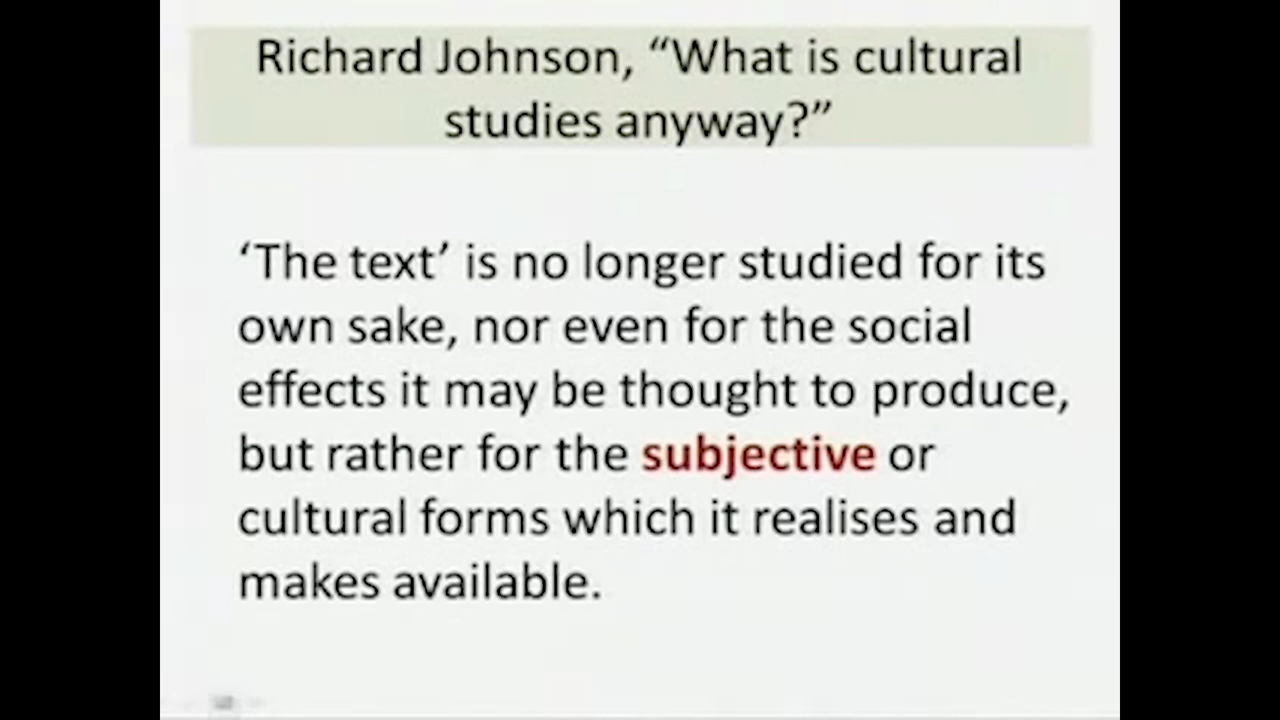 Richard Johnson, “What is cultural
studies anyway?”
‘The text’ is no longer studied for its
own sake, nor even for the social
effects it may be thought to produce,
but rather for the subjective or
cultural forms which it realises and
makes available.